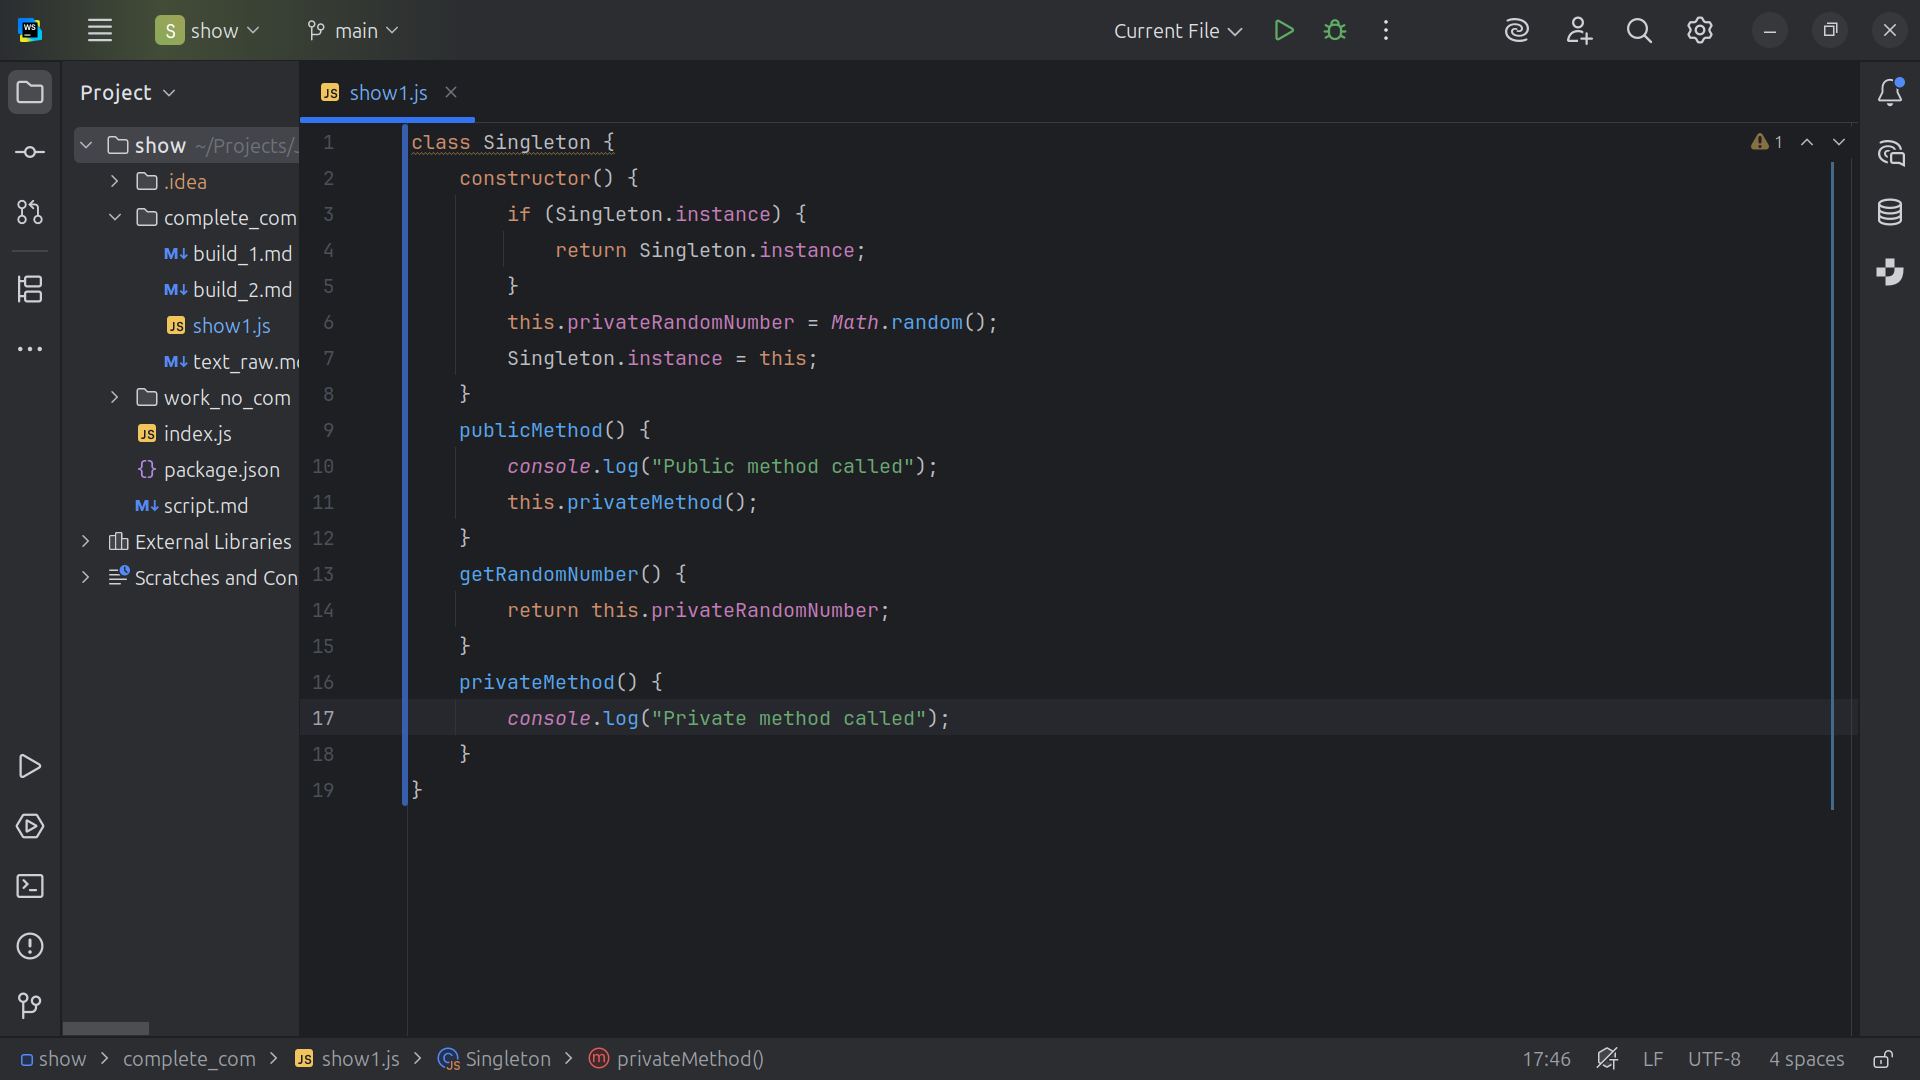 WS
S show
main
Current File
Project
JS show1.js
show ~/Projects/J
.idea
complete_com
M↓ build_1.md
M↓ build_2.md
JS show1.js
M↓ text_raw.m
work_no_com
JS index.js
{} package.json
M↓ script.md
External Libraries
Scratches and Con
1 class Singleton {
2 constructor() {
3 if (Singleton.instance) {
4 return Singleton.instance;
5 }
6 this.privateRandomNumber = Math.random();
7 Singleton.instance = this;
8 }
9 publicMethod() {
10 console.log("Public method called");
11 this.privateMethod();
12 }
13 getRandomNumber() {
14 return this.privateRandomNumber;
15 }
16 privateMethod() {
17 console.log("Private method called");
18 }
19 }
1
show > complete_com > JS show1.js > Singleton > m privateMethod()
17:46 LF UTF-8 4 spaces